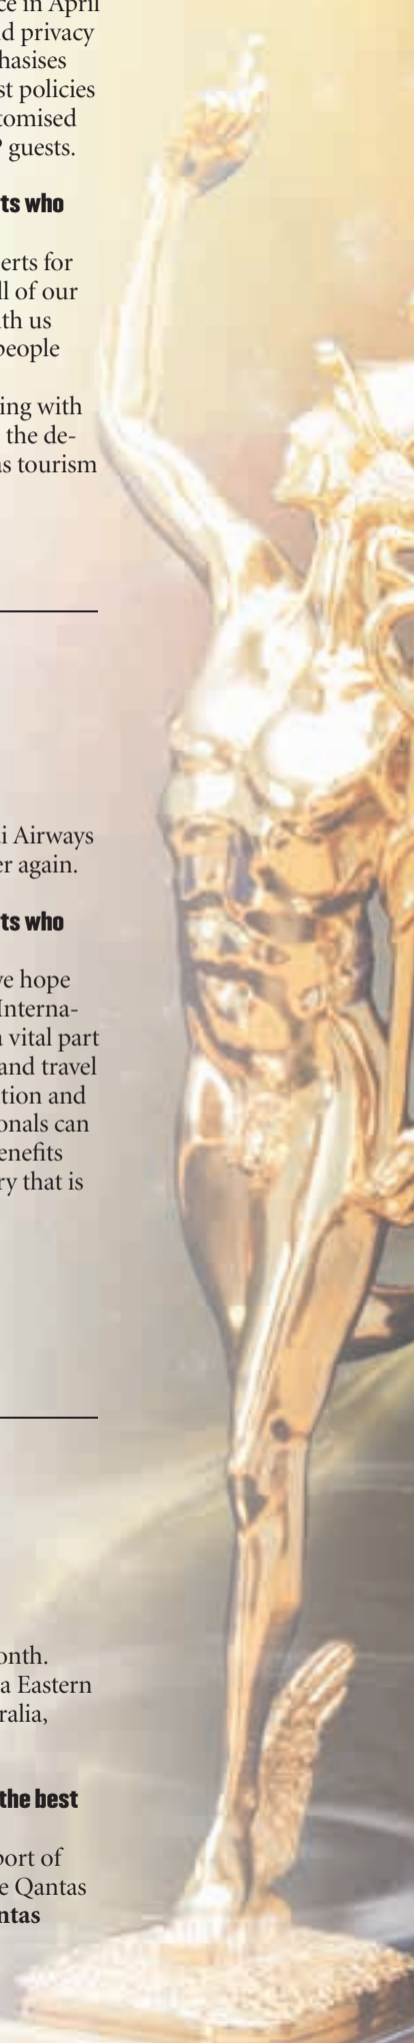 ce in April
d privacy
hasises
st policies
tomised
guests.
ts who
erts for
ll of our
th us
people
ing with
the de-
as tourism
i Airways
er again.
ts who
ve hope
Interna-
a vital part
and travel
tion and
onals can
enefits
ry that is
onth.
a Eastern
ralia,
the best
port of
e Qantas
ntas